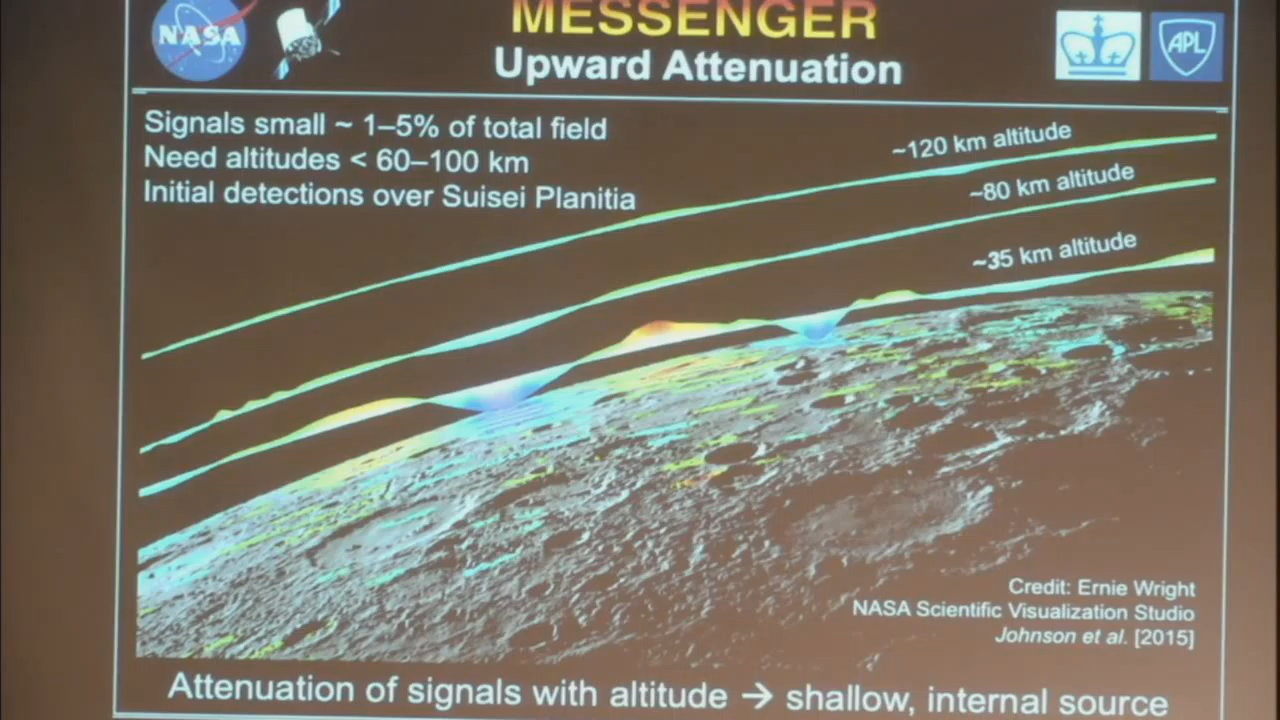 NASA
MESSENGER
Upward Attenuation
APL
Signals small ~ 1–5% of total field
Need altitudes < 60–100 km
Initial detections over Suisei Planitia
~120 km altitude
~80 km altitude
~35 km altitude
Credit: Ernie Wright
NASA Scientific Visualization Studio
Johnson et al. [2015]
Attenuation of signals with altitude → shallow, internal source